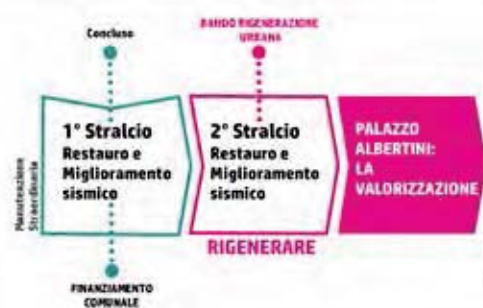 Concluso
BANDO RIGENERAZIONE
URBANA
Manutenzione
Straordinaria
1° Stralcio
Restauro e
Miglioramento
sismico
2° Stralcio
Restauro e
Miglioramento
sismico
PALAZZO
ALBERTINI:
LA
VALORIZZAZIONE
RIGENERARE
FINANZIAMENTO
COMUNALE